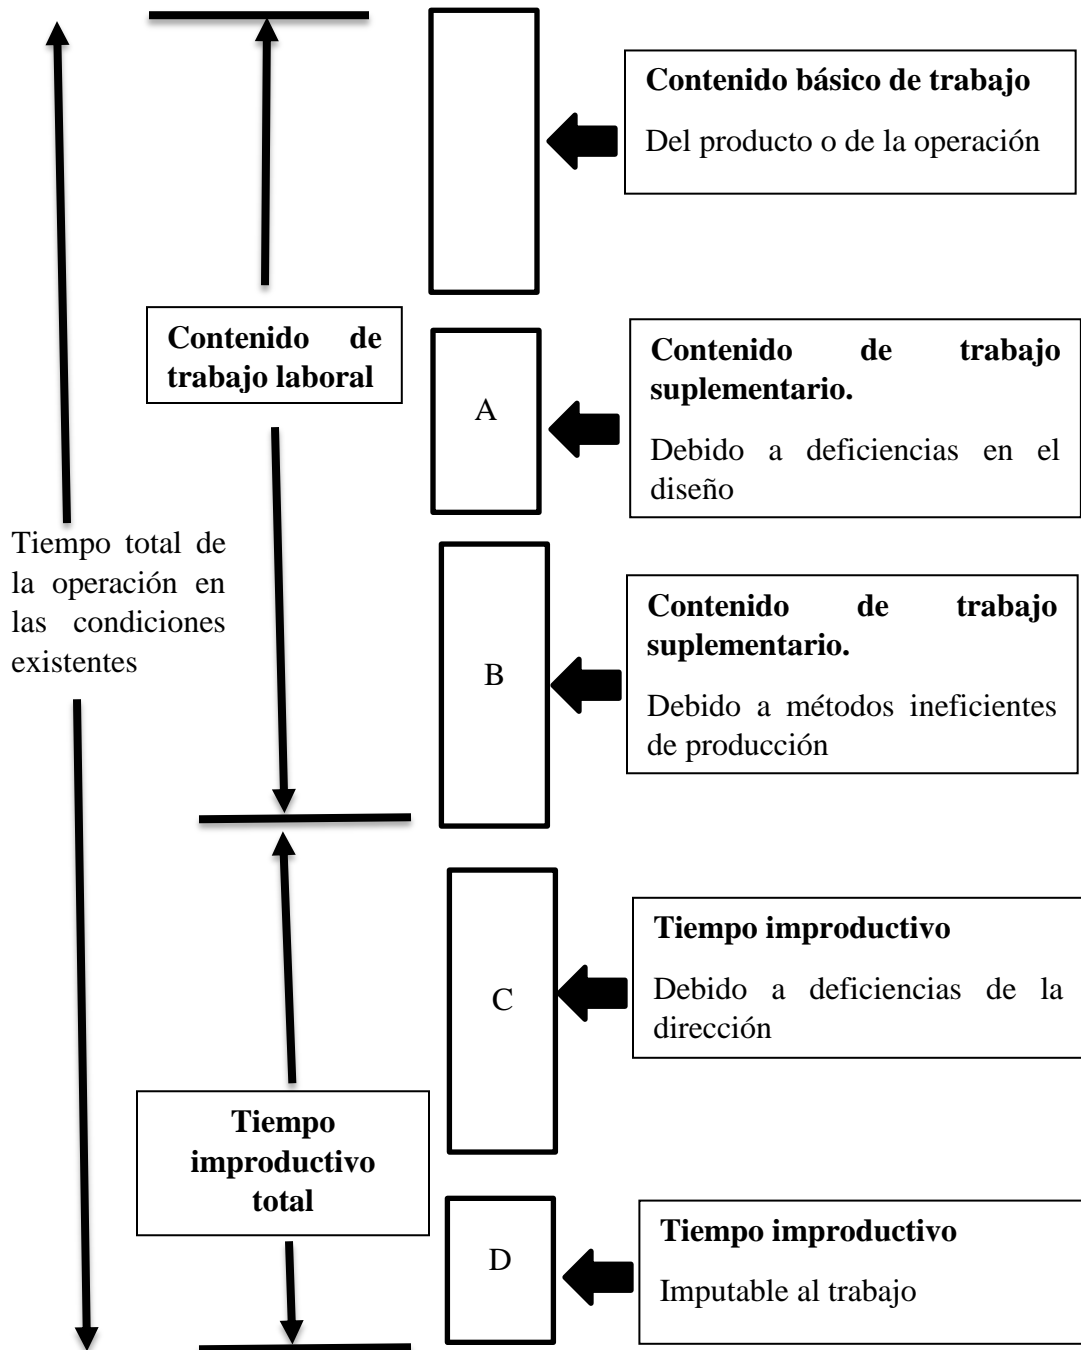 Contenido básico de trabajo
Del producto o de la operación
Contenido de
trabajo laboral
A
Contenido de trabajo
suplementario.
Debido a deficiencias en el
diseño
Tiempo total de
la operación en
las condiciones
existentes
B
Contenido de trabajo
suplementario.
Debido a métodos ineficientes
de producción
C
Tiempo improductivo
Debido a deficiencias de la
dirección
Tiempo
improductivo
total
D
Tiempo improductivo
Imputable al trabajo